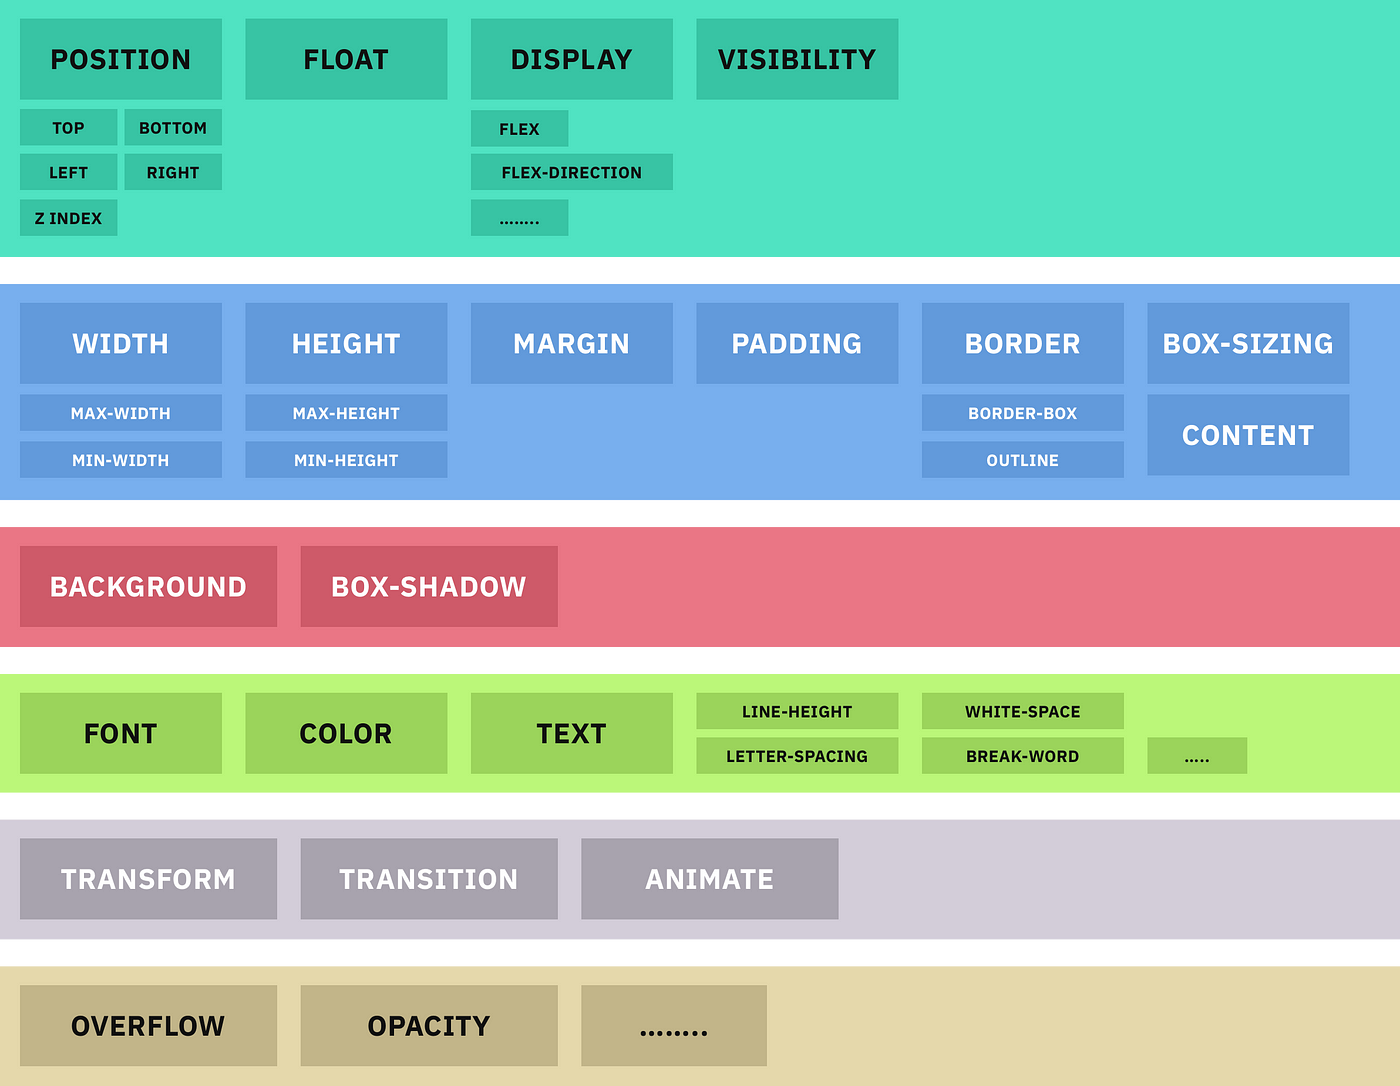 POSITION FLOAT DISPLAY VISIBILITY
TOP BOTTOM FLEX
LEFT RIGHT FLEX-DIRECTION
Z INDEX ........
WIDTH HEIGHT MARGIN PADDING BORDER BOX-SIZING
MAX-WIDTH MAX-HEIGHT BORDER-BOX CONTENT
MIN-WIDTH MIN-HEIGHT OUTLINE
BACKGROUND BOX-SHADOW
FONT COLOR TEXT LINE-HEIGHT WHITE-SPACE
LETTER-SPACING BREAK-WORD .....
TRANSFORM TRANSITION ANIMATE
OVERFLOW OPACITY ........